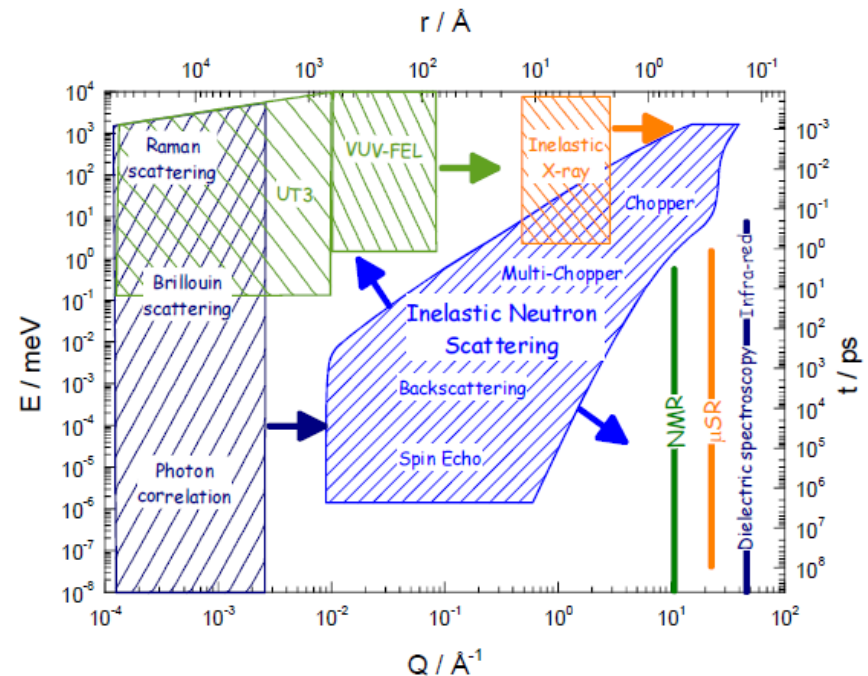 r / Å
10⁴ 10³ 10² 10¹ 10⁰ 10⁻¹
10⁴
10³
10²
10¹
10⁰
10⁻¹
10⁻²
10⁻³
10⁻⁴
10⁻⁵
10⁻⁶
10⁻⁷
10⁻⁸
E / meV
Raman
scattering
UT3
VUV-FEL
Inelastic
X-ray
Chopper
Multi-Chopper
Brillouin
scattering
Inelastic Neutron
Scattering
Backscattering
Spin Echo
Photon
correlation
NMR
μSR
Dielectric spectroscopy Infra-red
10⁻³
10⁻²
10⁻¹
10⁰
10¹
10²
10³
10⁴
10⁵
10⁶
10⁷
10⁸
t / ps
10⁻⁴ 10⁻³ 10⁻² 10⁻¹ 10⁰ 10¹ 10²
Q / Å⁻¹